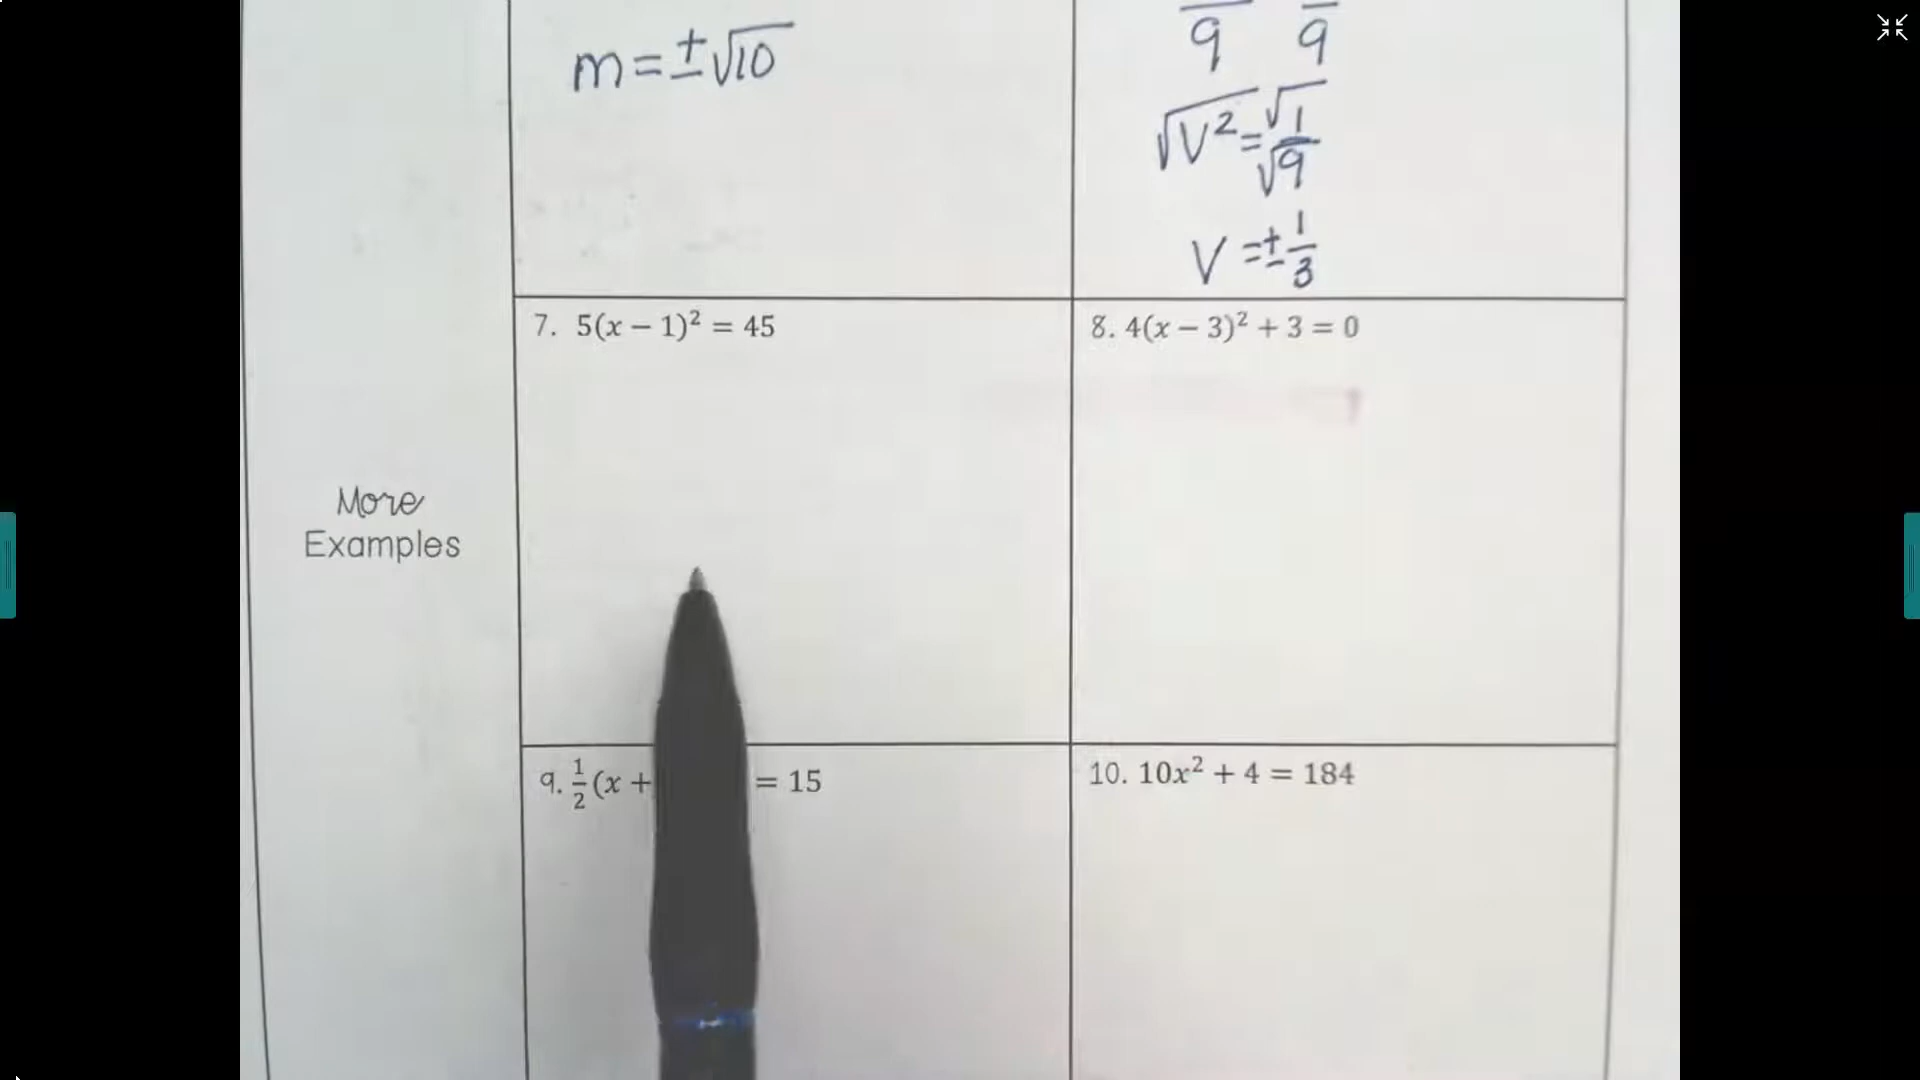 m = ±√10
9 9
√V² = √1/√9
V = ± 1/3
7. 5(x − 1)² = 45
8. 4(x − 3)² + 3 = 0
More
Examples
9. 1/2 (x + = 15
10. 10x² + 4 = 184